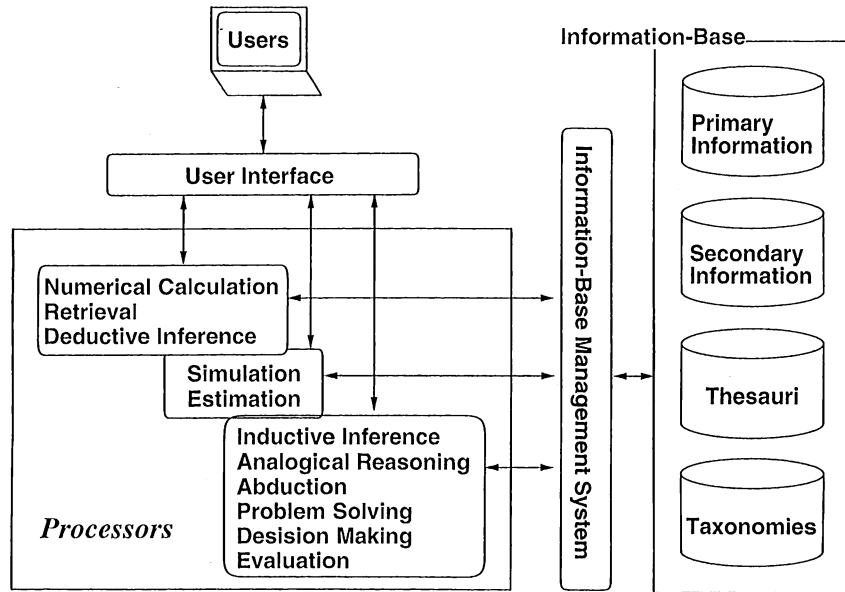 Users
Information-Base
User Interface
Numerical Calculation
Retrieval
Deductive Inference
Simulation
Estimation
Inductive Inference
Analogical Reasoning
Abduction
Problem Solving
Desision Making
Evaluation
Processors
Information-Base Management System
Primary
Information
Secondary
Information
Thesauri
Taxonomies